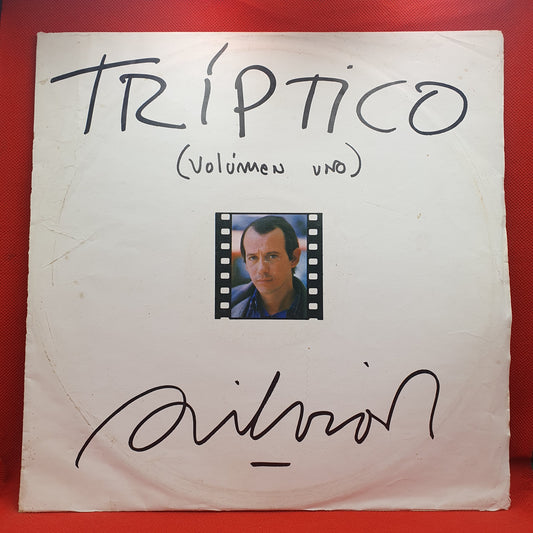 TRÍPTICO
(Volúmen uno)
Silvio